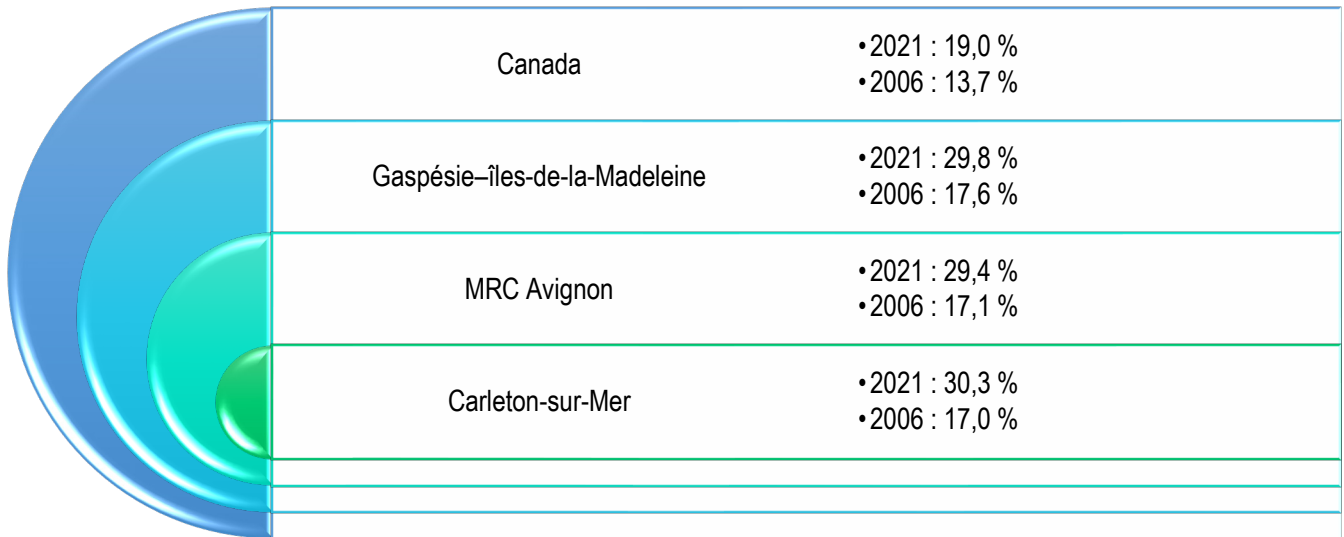 Canada
•2021 : 19,0 %
•2006 : 13,7 %
Gaspésie–îles-de-la-Madeleine
•2021 : 29,8 %
•2006 : 17,6 %
MRC Avignon
•2021 : 29,4 %
•2006 : 17,1 %
Carleton-sur-Mer
•2021 : 30,3 %
•2006 : 17,0 %